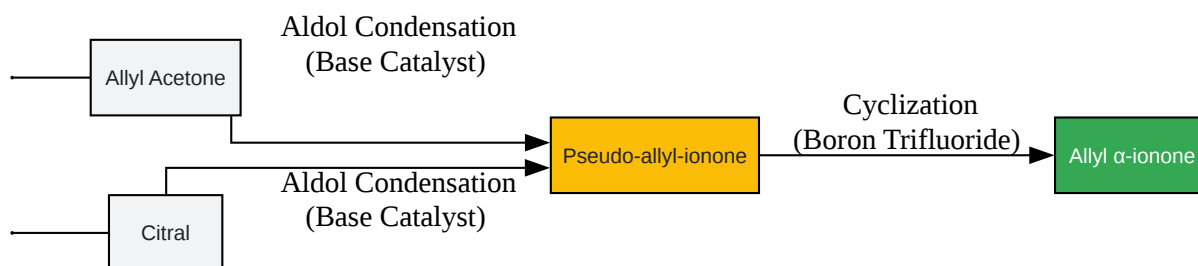 Aldol Condensation
(Base Catalyst)
Allyl Acetone
Cyclization
(Boron Trifluoride)
Pseudo-allyl-ionone
Allyl α-ionone
Aldol Condensation
(Base Catalyst)
Citral